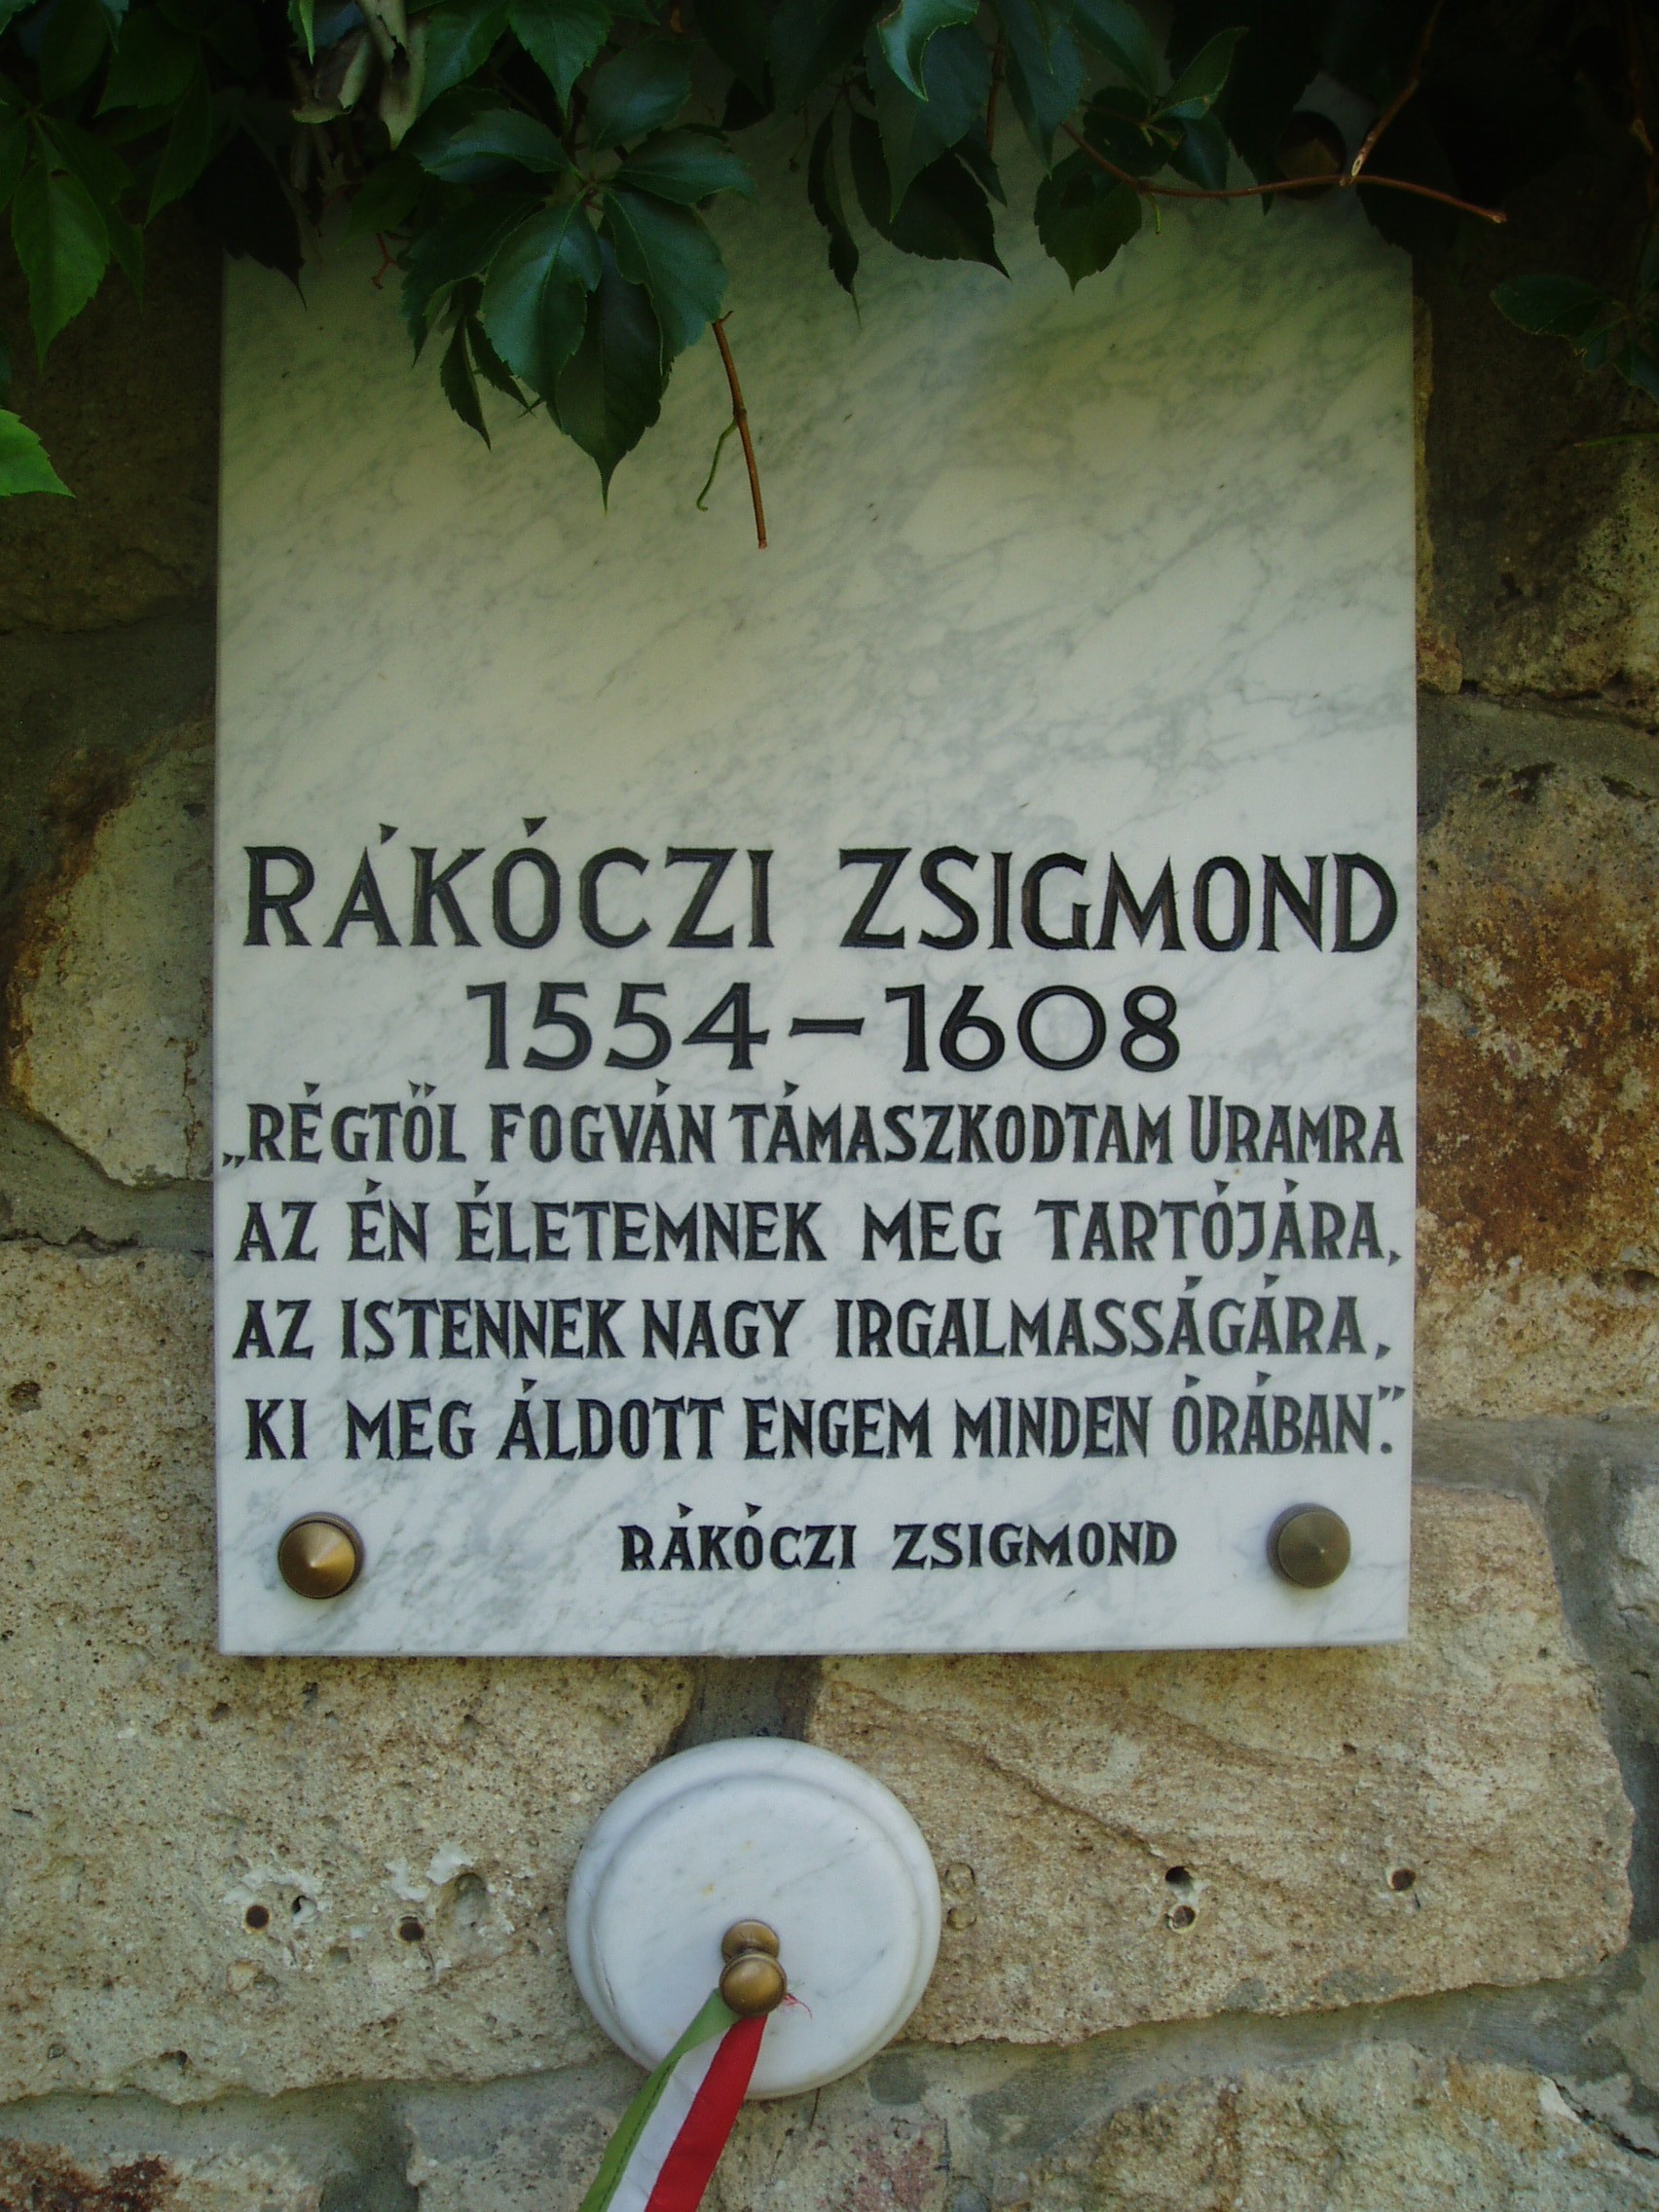 RÁKÓCZI ZSIGMOND
1554–1608
„RÉGTŐL FOGVÁN TÁMASZKODTAM URAMRA
AZ ÉN ÉLETEMNEK MEG TARTÓJÁRA,
AZ ISTENNEK NAGY IRGALMASSÁGÁRA,
KI MEG ÁLDOTT ENGEM MINDEN ÓRÁBAN.”
RÁKÓCZI ZSIGMOND